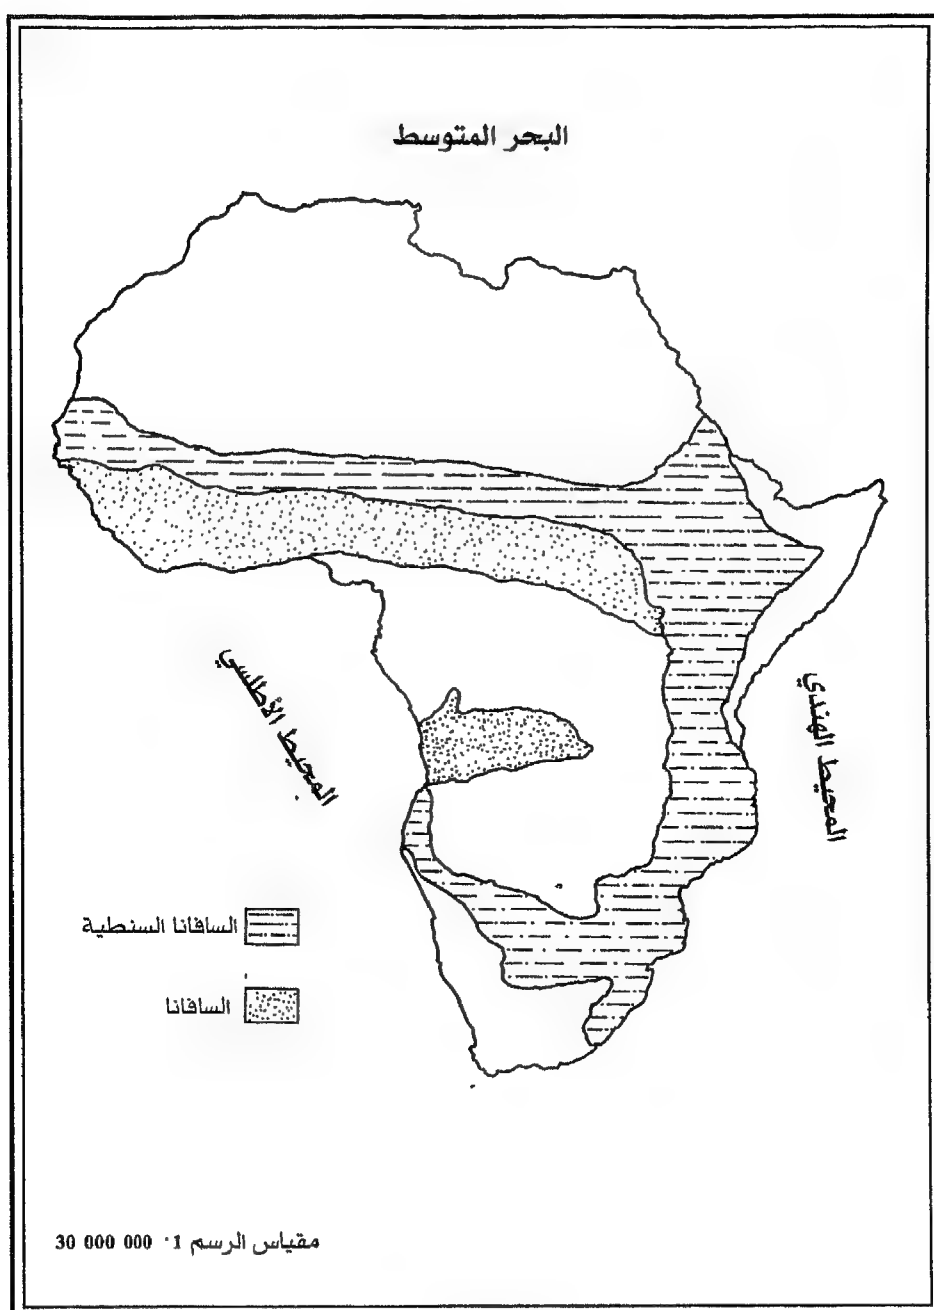 البحر المتوسط
المحيط الأطلسي
المحيط الهندي
السافانا السنطية
السافانا
مقياس الرسم 1: 30 000 000